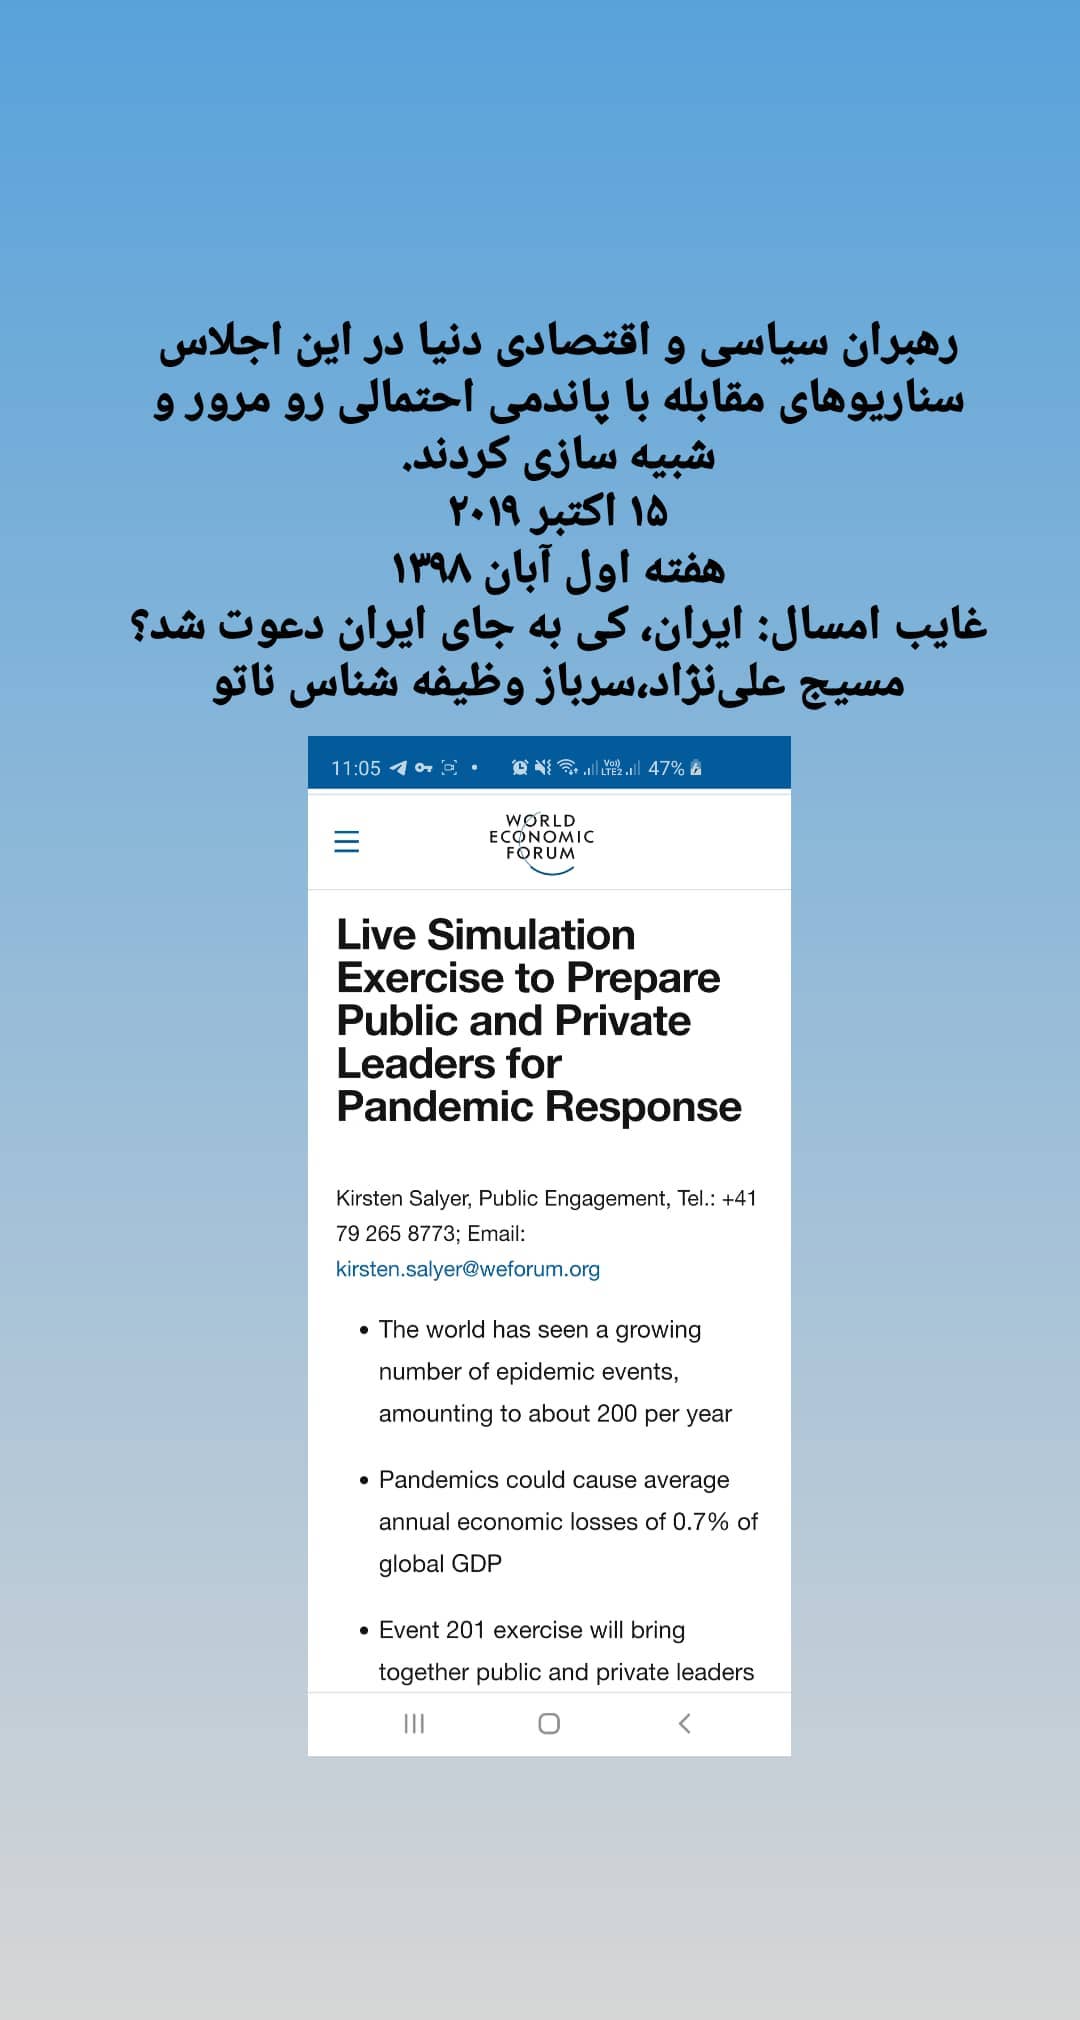 رهبران سیاسی و اقتصادی دنیا در این اجلاس
سناریوهای مقابله با پاندمی احتمالی رو مرور و
شبیه سازی کردند.
۱۵ اکتبر ۲۰۱۹
هفته اول آبان ۱۳۹۸
غایب امسال: ایران، کی به جای ایران دعوت شد؟
مسیح علی‌نژاد،سرباز وظیفه شناس ناتو
11:05 47%
WORLD
ECONOMIC
FORUM
Live Simulation
Exercise to Prepare
Public and Private
Leaders for
Pandemic Response
Kirsten Salyer, Public Engagement, Tel.: +41
79 265 8773; Email:
kirsten.salyer@weforum.org
• The world has seen a growing
number of epidemic events,
amounting to about 200 per year
• Pandemics could cause average
annual economic losses of 0.7% of
global GDP
• Event 201 exercise will bring
together public and private leaders